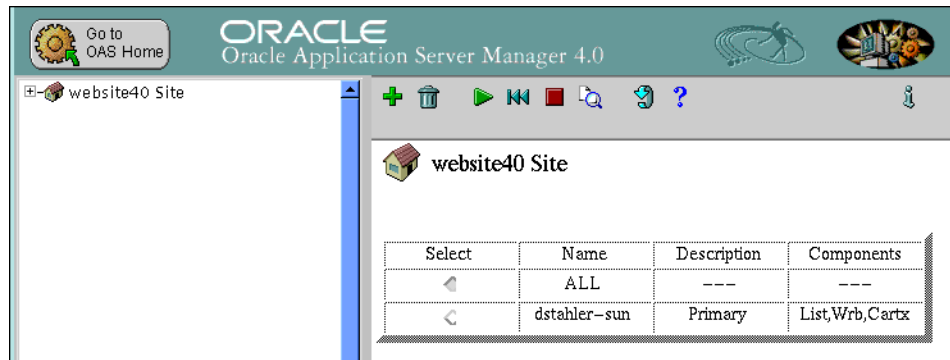 Go to
OAS Home
ORACLE
Oracle Application Server Manager 4.0
website40 Site
website40 Site
Select Name Description Components
ALL --- ---
dstahler-sun Primary List,Wrb,Cartx